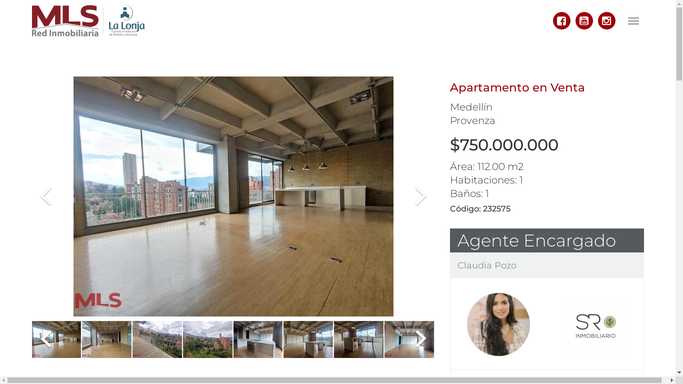 MLS
Red Inmobiliaria
La Lonja
Apartamento en Venta
Medellín
Provenza
$750.000.000
Área: 112.00 m2
Habitaciones: 1
Baños: 1
Código: 232575
Agente Encargado
Claudia Pozo
MLS
SR
INMOBILIARIO